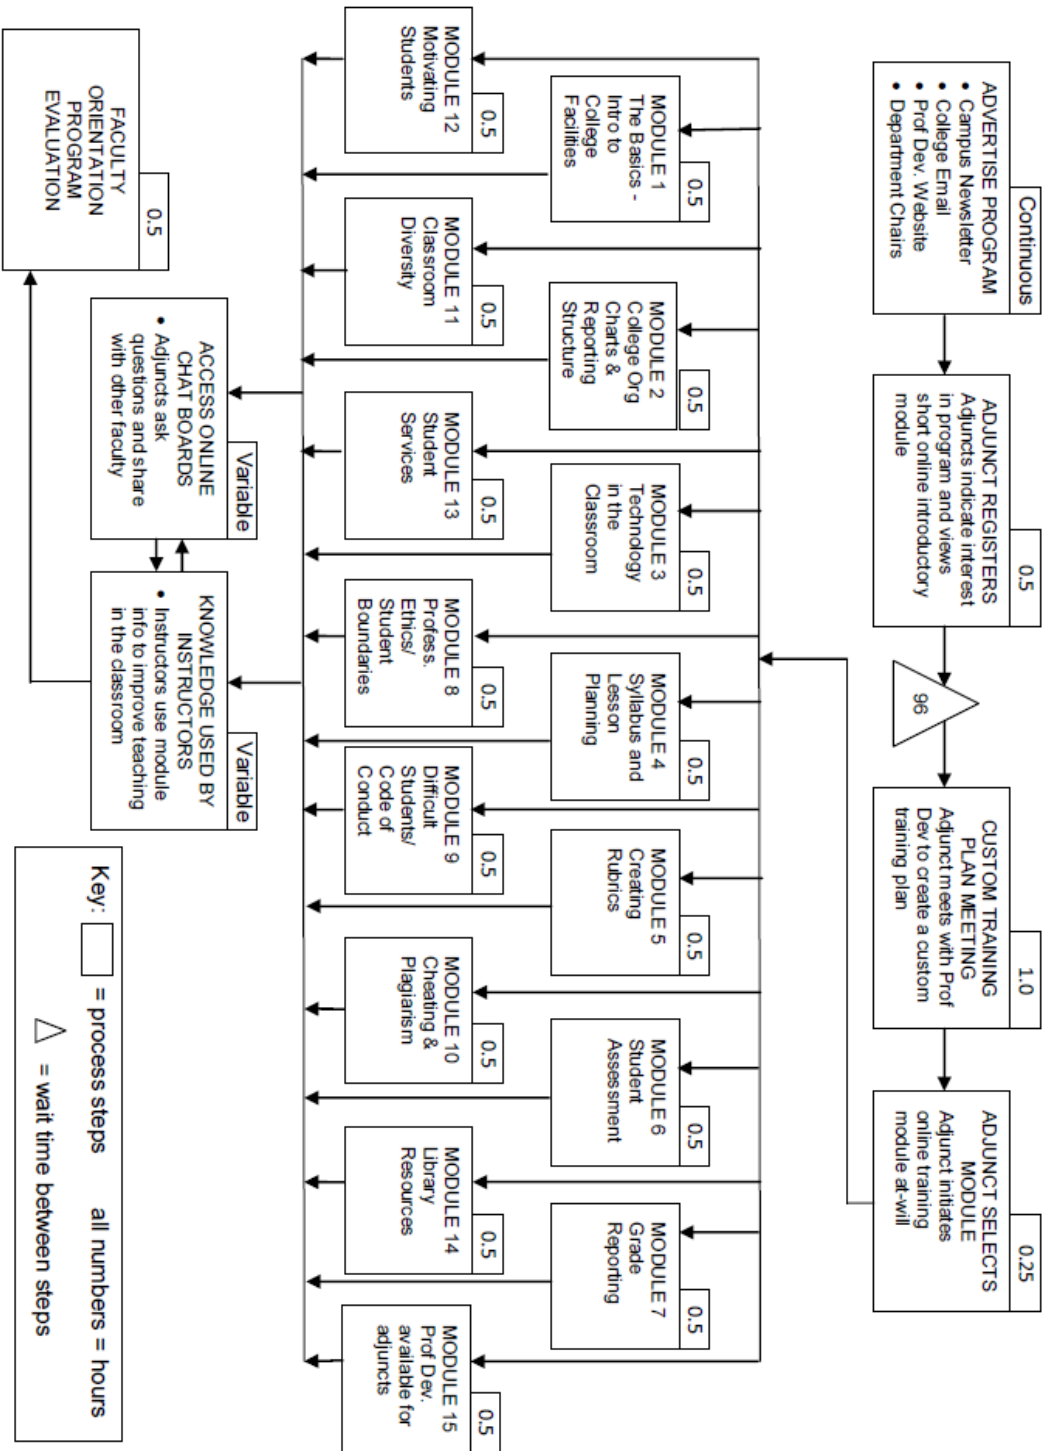 Continuous
ADVERTISE PROGRAM
• Campus Newsletter
• College Email
• Prof Dev. Website
• Department Chairs
0.5
ADJUNCT REGISTERS
Adjuncts indicate interest
in program and views
short online introductory
module
96
1.0
CUSTOM TRAINING
PLAN MEETING
Adjunct meets with Prof
Dev to create a custom
training plan
0.25
ADJUNCT SELECTS
MODULE
Adjunct initiates
online training
module at-will
0.5
MODULE 1
The Basics -
Intro to
College
Facilities
0.5
MODULE 2
College Org
Charts &
Reporting
Structure
0.5
MODULE 3
Technology
in the
Classroom
0.5
MODULE 4
Syllabus and
Lesson
Planning
0.5
MODULE 5
Creating
Rubrics
0.5
MODULE 6
Student
Assessment
0.5
MODULE 7
Grade
Reporting
0.5
MODULE 12
Motivating
Students
0.5
MODULE 11
Classroom
Diversity
0.5
MODULE 13
Student
Services
0.5
MODULE 8
Profess.
Ethics/
Student
Boundaries
0.5
MODULE 9
Difficult
Students/
Code of
Conduct
0.5
MODULE 10
Cheating &
Plagiarism
0.5
MODULE 14
Library
Resources
0.5
MODULE 15
Prof Dev.
available for
adjuncts
Variable
ACCESS ONLINE
CHAT BOARDS
• Adjuncts ask
questions and share
with other faculty
Variable
KNOWLEDGE USED BY
INSTRUCTORS
• Instructors use module
info to improve teaching
in the classroom
0.5
FACULTY
ORIENTATION
PROGRAM
EVALUATION
Key: = process steps all numbers = hours
= wait time between steps